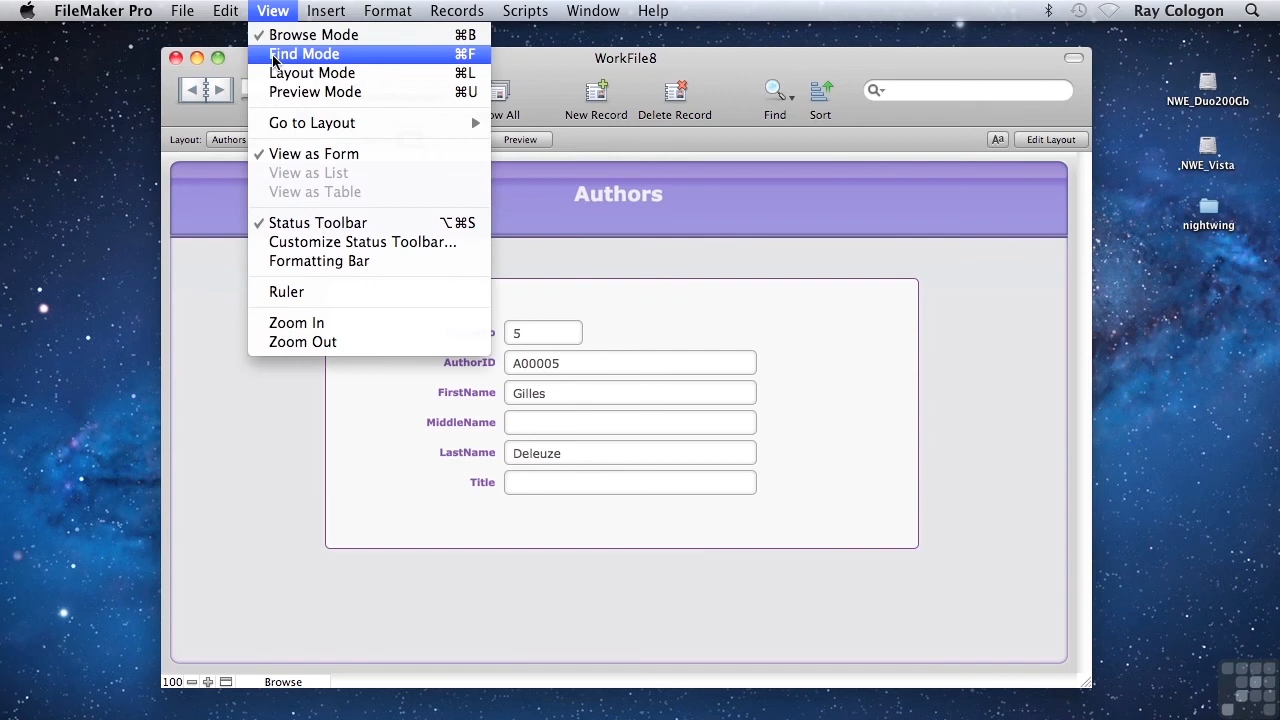 FileMaker Pro File Edit View Insert Format Records Scripts Window Help Ray Cologon
Browse Mode ⌘B
Find Mode ⌘F
Layout Mode ⌘L
Preview Mode ⌘U
Go to Layout
View as Form
View as List
View as Table
Status Toolbar ⌥⌘S
Customize Status Toolbar...
Formatting Bar
Ruler
Zoom In
Zoom Out
WorkFile8
New Record Delete Record Find Sort
Layout: Authors Preview Aa Edit Layout
Authors
5
AuthorID A00005
FirstName Gilles
MiddleName
LastName Deleuze
Title
100 Browse
NWE_Duo200Gb
NWE_Vista
nightwing